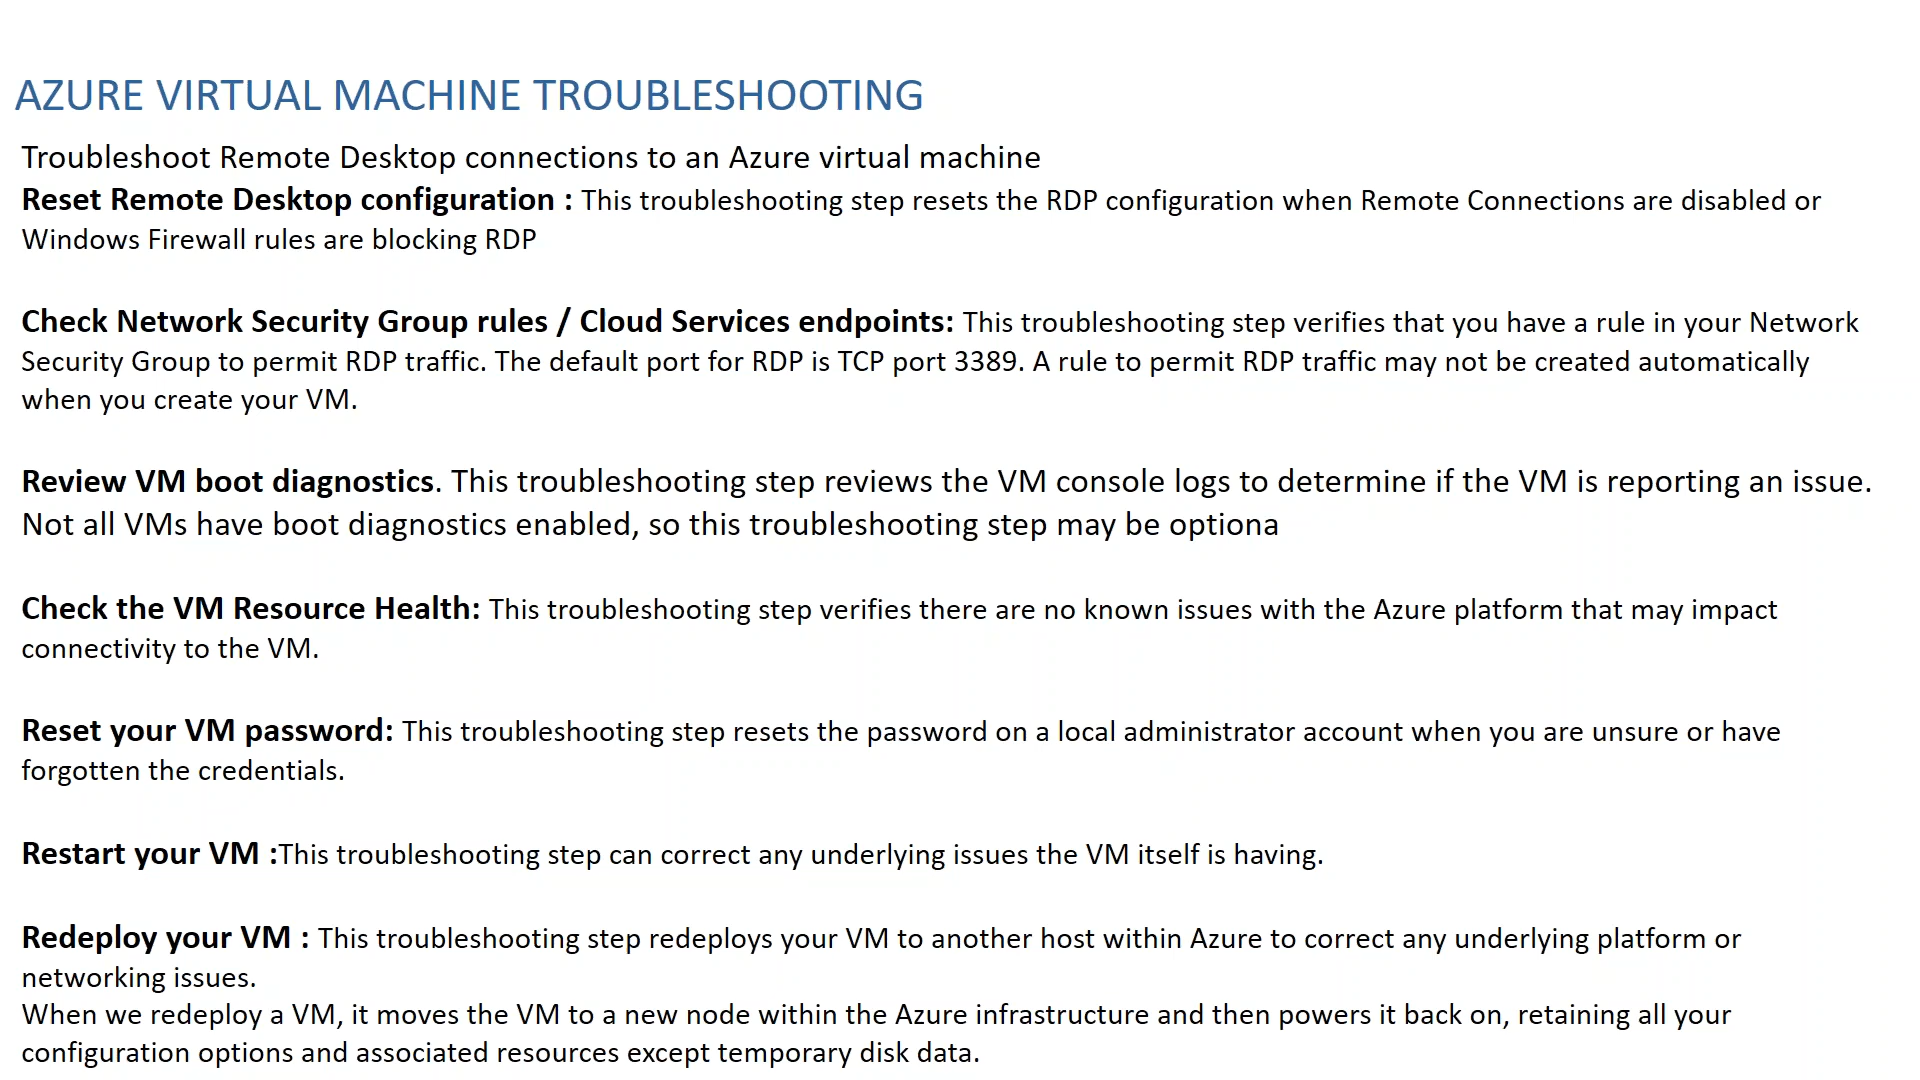 AZURE VIRTUAL MACHINE TROUBLESHOOTING
Troubleshoot Remote Desktop connections to an Azure virtual machine
Reset Remote Desktop configuration : This troubleshooting step resets the RDP configuration when Remote Connections are disabled or
Windows Firewall rules are blocking RDP
Check Network Security Group rules / Cloud Services endpoints: This troubleshooting step verifies that you have a rule in your Network
Security Group to permit RDP traffic. The default port for RDP is TCP port 3389. A rule to permit RDP traffic may not be created automatically
when you create your VM.
Review VM boot diagnostics. This troubleshooting step reviews the VM console logs to determine if the VM is reporting an issue.
Not all VMs have boot diagnostics enabled, so this troubleshooting step may be optiona
Check the VM Resource Health: This troubleshooting step verifies there are no known issues with the Azure platform that may impact
connectivity to the VM.
Reset your VM password: This troubleshooting step resets the password on a local administrator account when you are unsure or have
forgotten the credentials.
Restart your VM :This troubleshooting step can correct any underlying issues the VM itself is having.
Redeploy your VM : This troubleshooting step redeploys your VM to another host within Azure to correct any underlying platform or
networking issues.
When we redeploy a VM, it moves the VM to a new node within the Azure infrastructure and then powers it back on, retaining all your
configuration options and associated resources except temporary disk data.